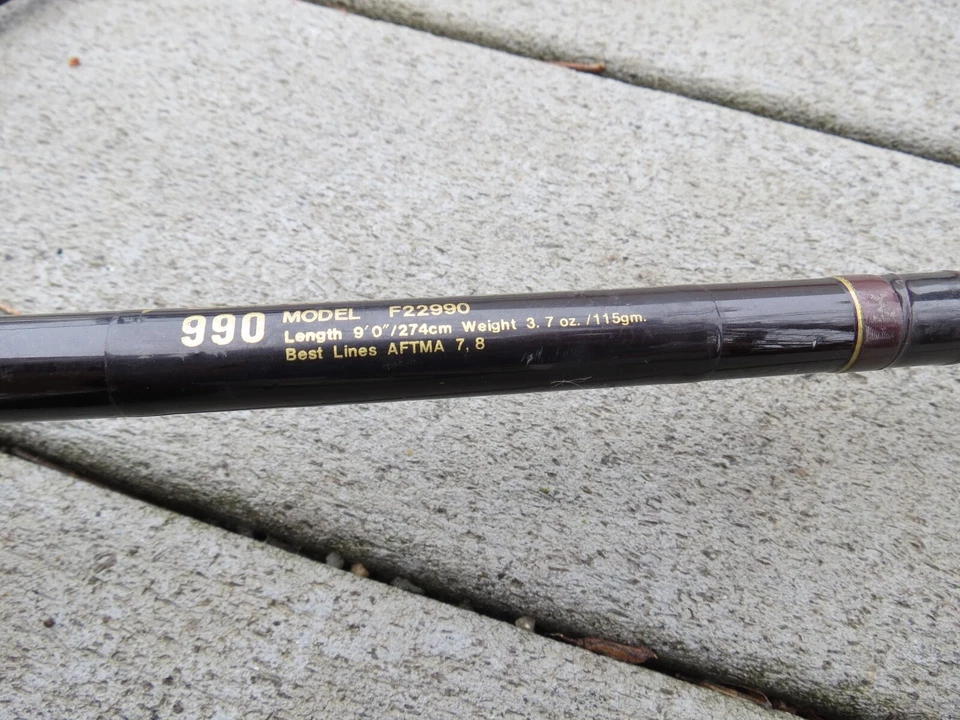 990
MODEL F22990
Length 9'0"/274cm Weight 3.7 oz./115gm.
Best Lines AFTMA 7,8